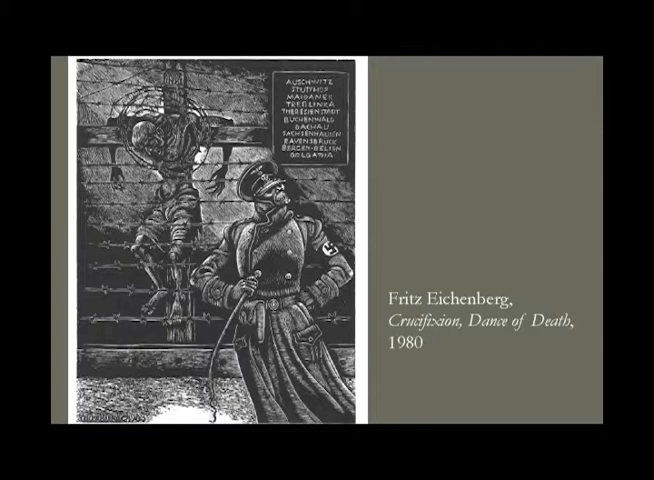 AUSCHWITZ
STUTTHOF
MAIDANEK
TREBLINKA
THERESIENSTADT
BUCHENWALD
DACHAU
SACHSENHAUSEN
RAVENSBRUCK
BERGEN-BELSEN
GOLGATHA
Fritz Eichenberg,
Crucifixion, Dance of Death,
1980